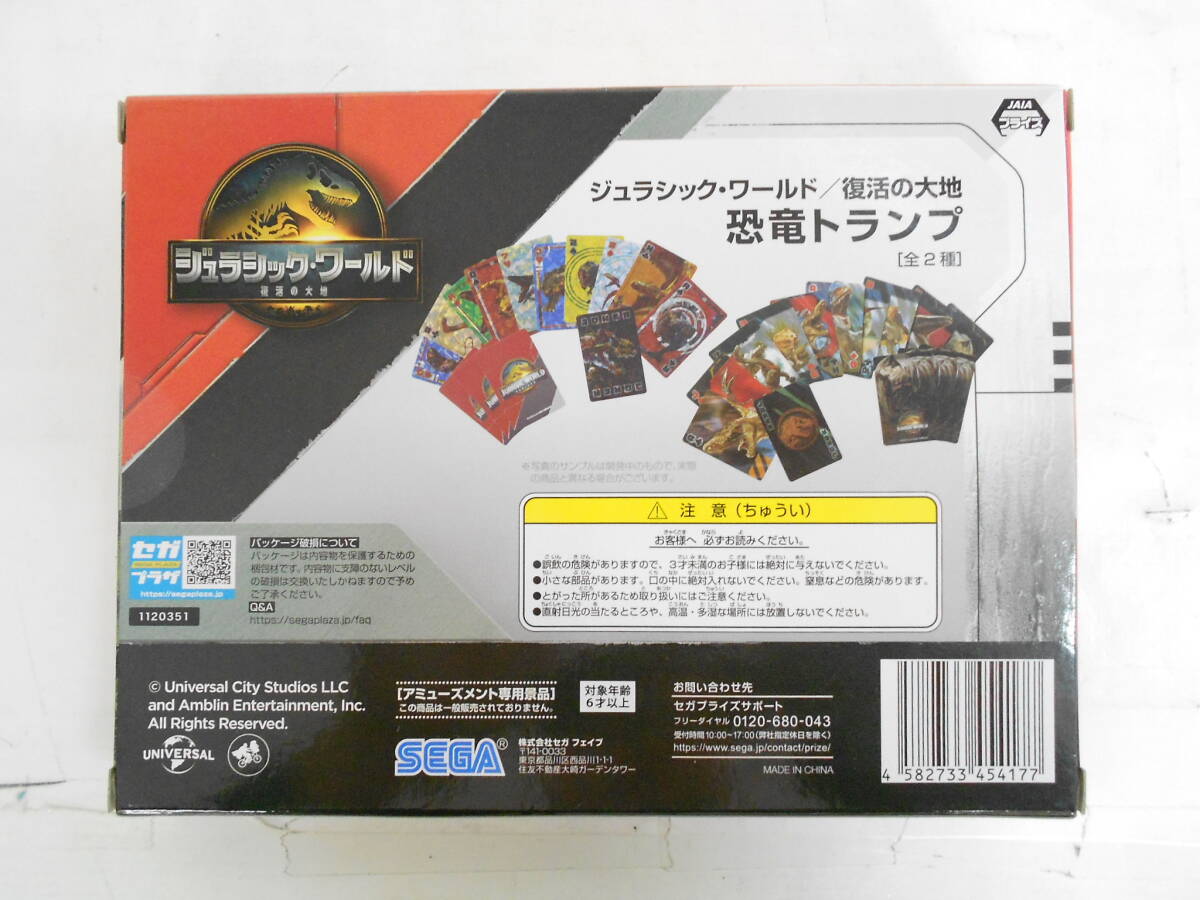 JAIA
プライズ
ジュラシック・ワールド
復活の大地
ジュラシック・ワールド／復活の大地
恐竜トランプ
[全2種]
JURASSIC WORLD
※写真のサンプルは開発中のもので、実際
の商品と異なる場合がございます。
⚠ 注 意（ちゅうい）
お客様へ 必ずお読みください。
●誤飲の危険がありますので、3才未満のお子様には絶対に与えないでください。
●小さな部品があります。口の中に絶対入れないでください。窒息などの危険があります。
●とがった所があるため取り扱いにはご注意ください。
●直射日光の当たるところや、高温・多湿な場所には放置しないでください。
セガ
SEGA PLAZA
プラザ
https://segaplaza.jp
1120351
パッケージ破損について
パッケージは内容物を保護するための
梱包材です。内容物に支障のないレベル
の破損は交換いたしかねますので予め
ご了承ください。
Q&A
https://segaplaza.jp/faq
© Universal City Studios LLC
and Amblin Entertainment, Inc.
All Rights Reserved.
UNIVERSAL
[アミューズメント専用景品]
この商品は一般販売されておりません。
対象年齢
6才以上
SEGA®
株式会社セガ フェイブ
〒141-0033
東京都品川区西品川1-1-1
住友不動産大崎ガーデンタワー
お問い合わせ先
セガプライズサポート
フリーダイヤル 0120-680-043
受付時間10:00～17:00（弊社指定休日を除く）
https://www.sega.jp/contact/prize/
MADE IN CHINA
4 582733 454177